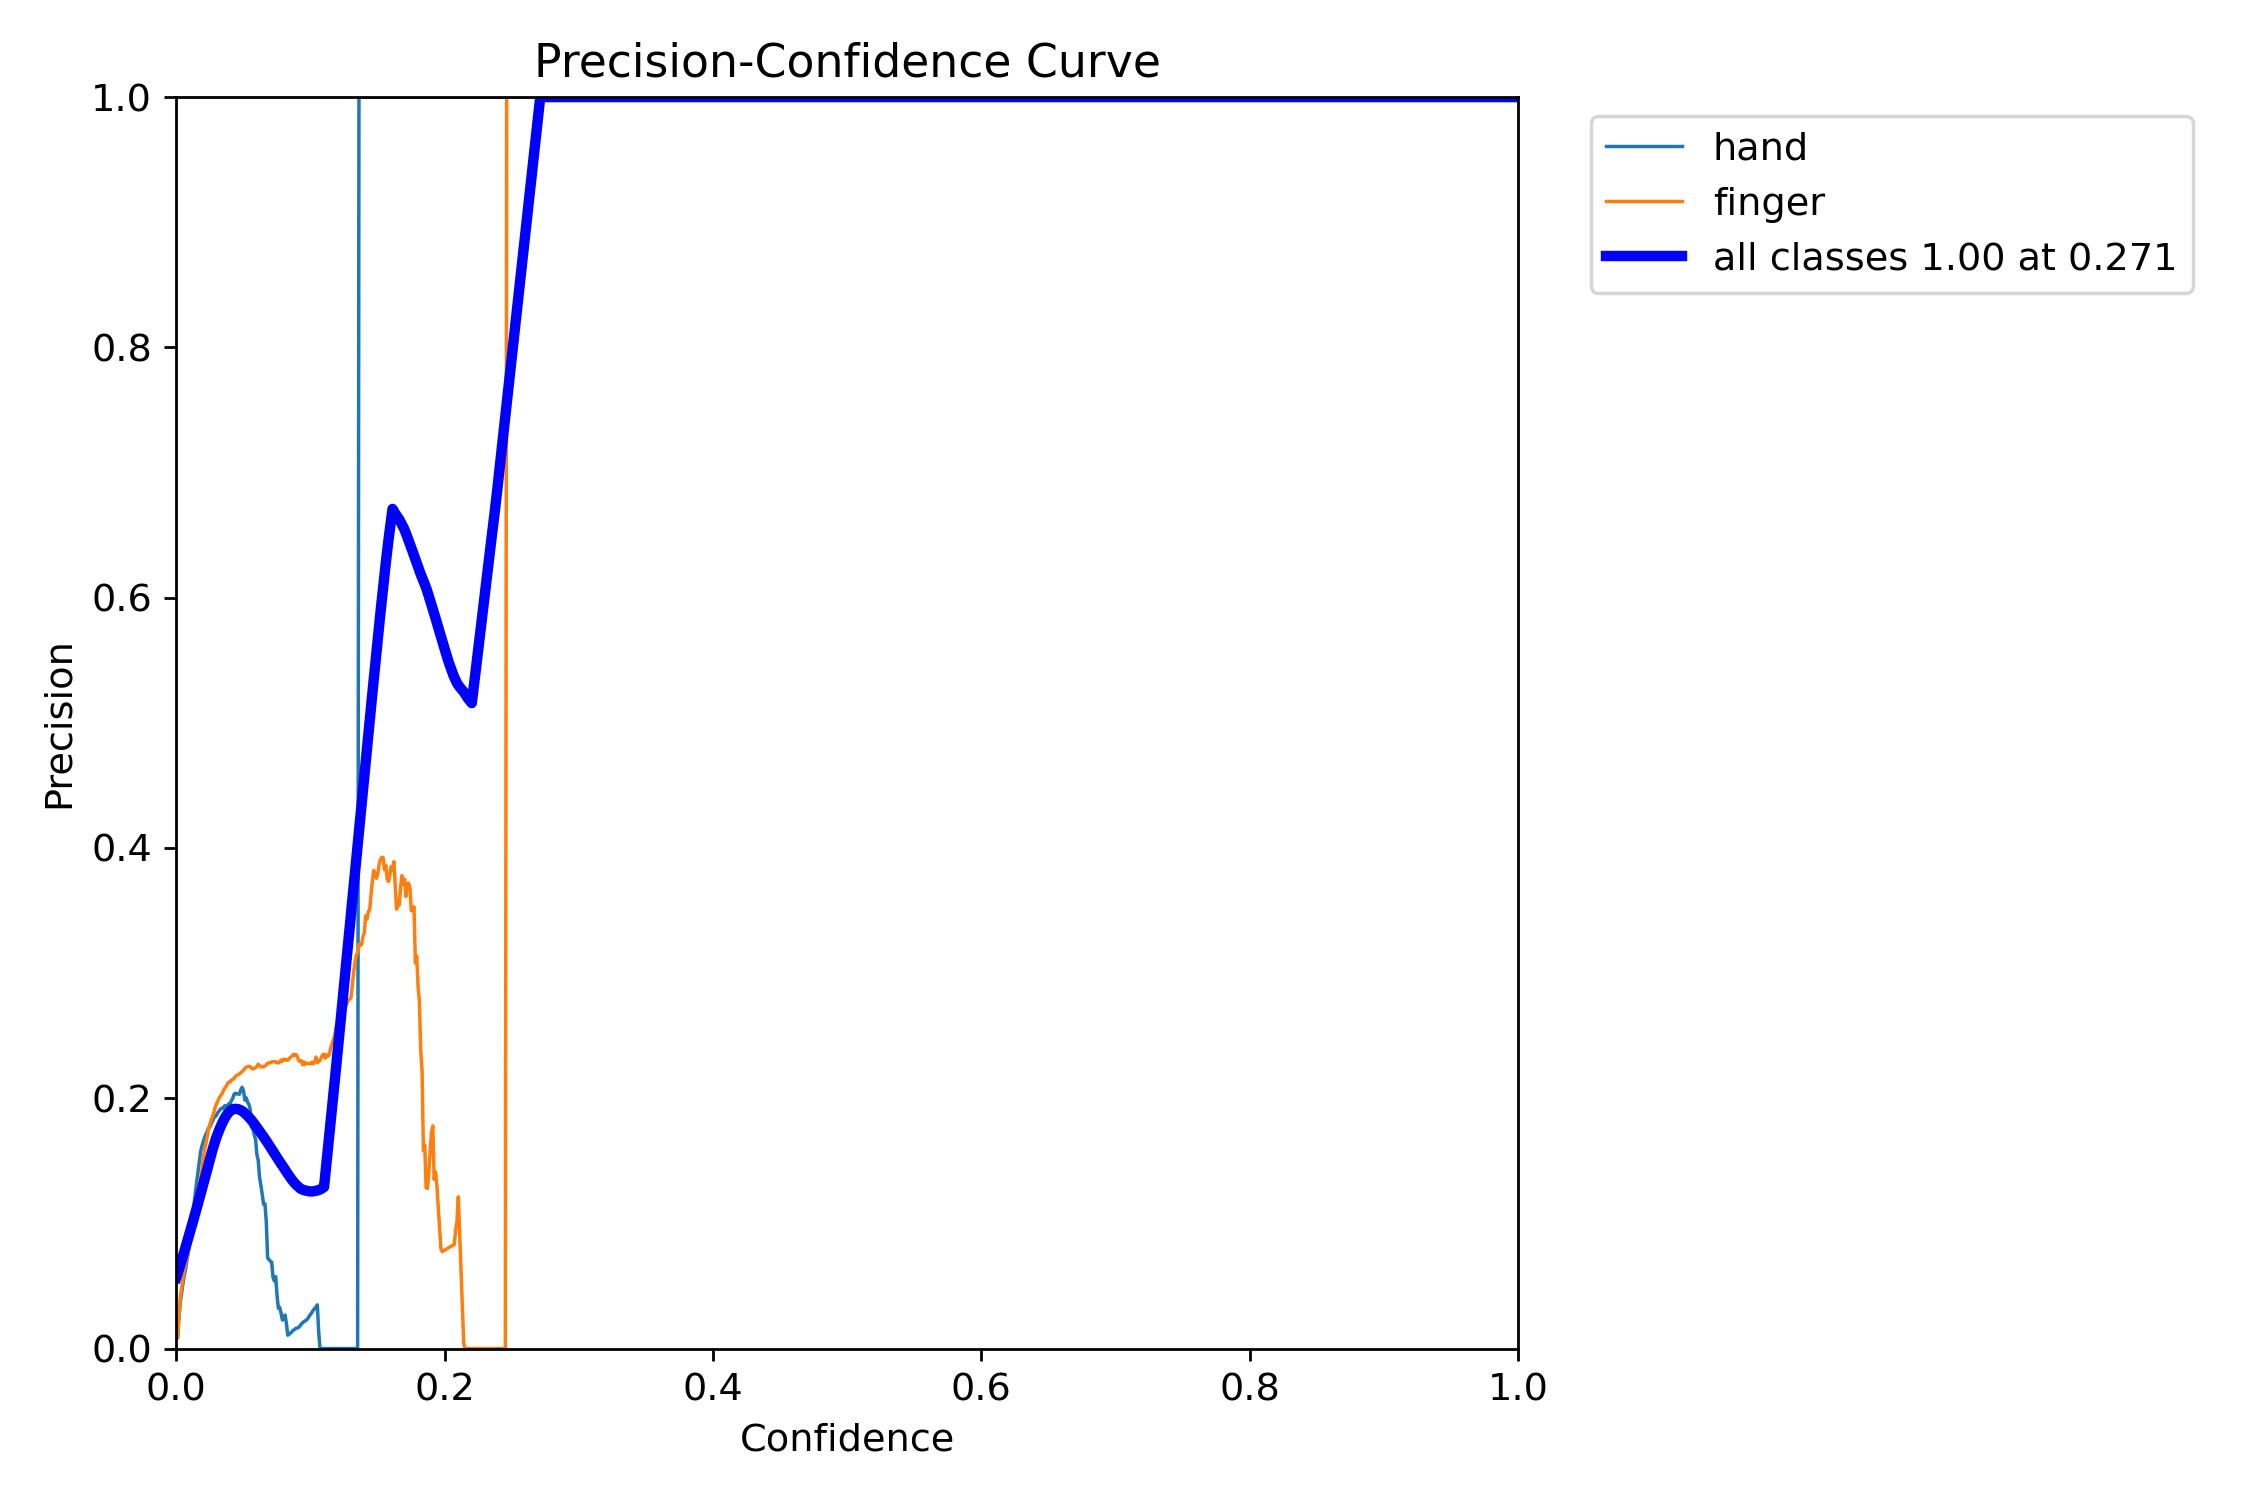 Precision-Confidence Curve
1.0
0.8
0.6
0.4
0.2
0.0
Precision
0.0 0.2 0.4 0.6 0.8 1.0
Confidence
hand
finger
all classes 1.00 at 0.271